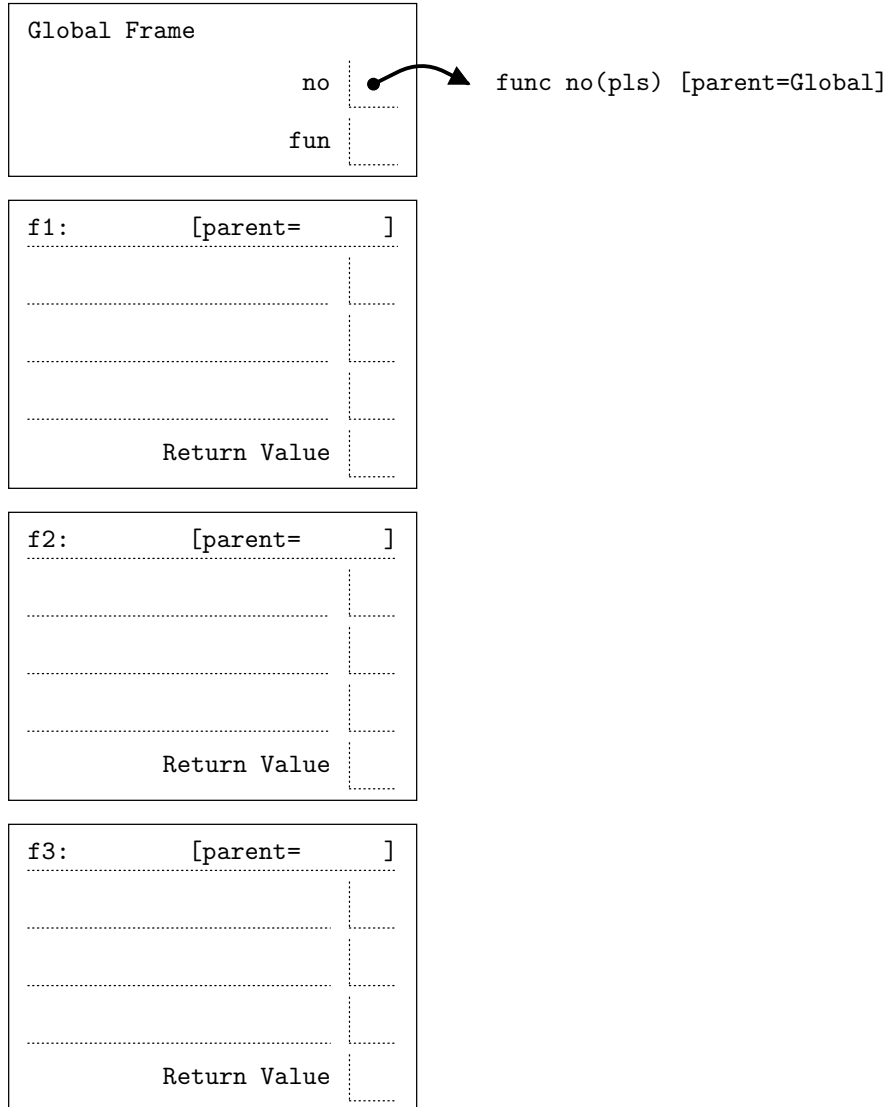 Global Frame
no
func no(pls) [parent=Global]
fun
f1: [parent= ]
Return Value
f2: [parent= ]
Return Value
f3: [parent= ]
Return Value